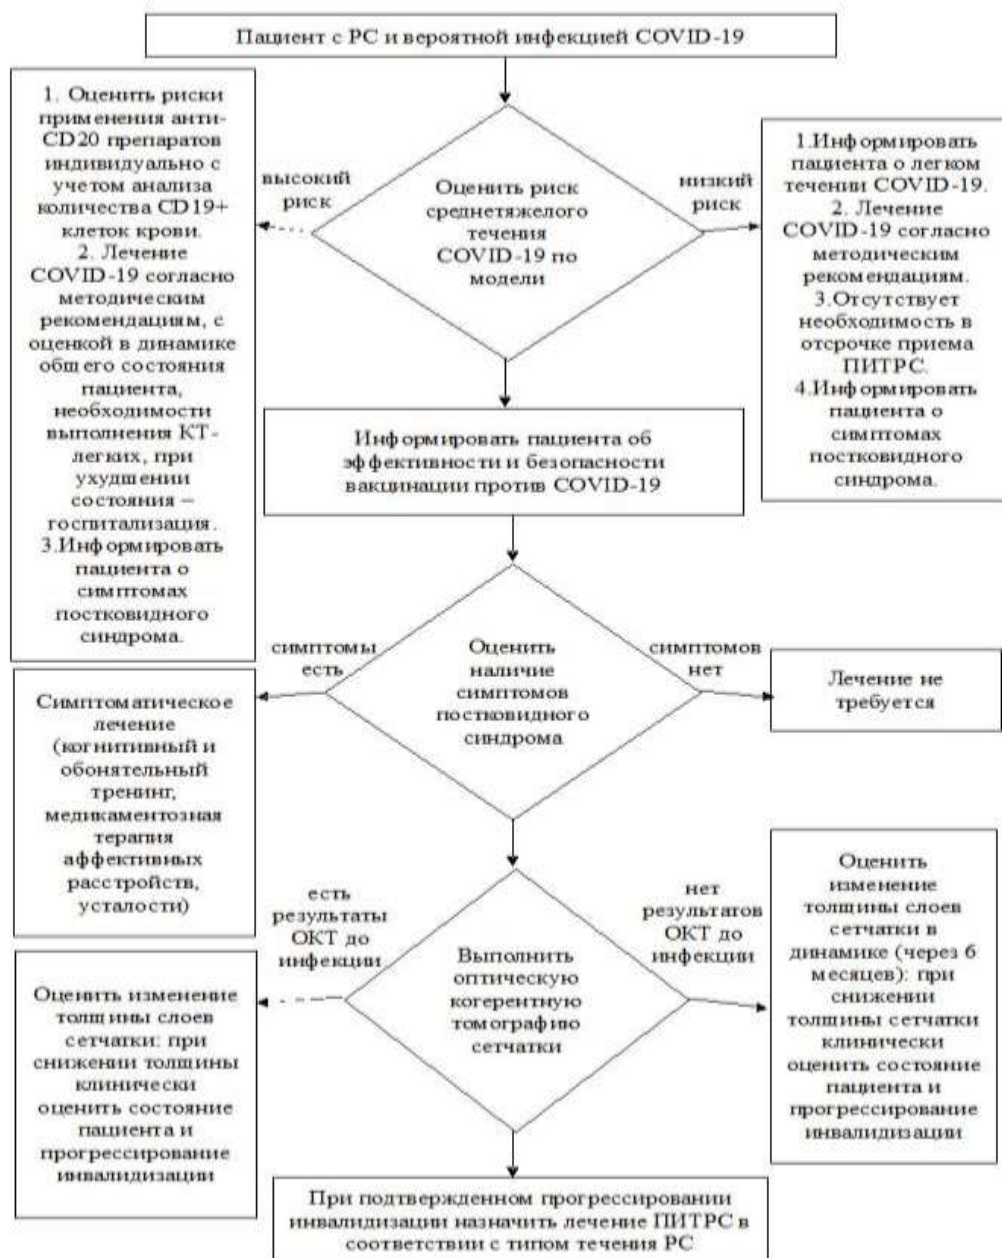 Пациент с РС и вероятной инфекцией COVID-19
1. Оценить риски
применения анти-
CD20 препаратов
индивидуально с
учетом анализа
количества CD19+
клеток крови.
2. Лечение
COVID-19 согласно
методическим
рекомендациям, с
оценкой в динамике
общего состояния
пациента,
необходимости
выполнения КТ-
легких, при
ухудшении
состояния –
госпитализация.
3.Информировать
пациента о
симптомах
постковидного
синдрома.
высокий
риск
Оценить риск
среднетяжелого
течения
COVID-19 по
модели
низкий
риск
1.Информировать
пациента о легком
течении COVID-19.
2. Лечение
COVID-19 согласно
методическим
рекомендациям.
3.Отсутствует
необходимость в
отсрочке приема
ПИТРС.
4.Информировать
пациента о
симптомах
постковидного
синдрома.
Информировать пациента об
эффективности и безопасности
вакцинации против COVID-19
симптомы
есть
Оценить
наличие
симптомов
постковидного
синдрома
симптомов
нет
Лечение не
требуется
Симптоматическое
лечение
(когнитивный и
обонятельный
тренинг,
медикаментозная
терапия
аффективных
расстройств,
усталости)
есть
результаты
ОКТ до
инфекции
Выполнить
оптическую
когерентную
томографию
сетчатки
нет
результатов
ОКТ до
инфекции
Оценить
изменение
толщины слоев
сетчатки в
динамике (через 6
месяцев): при
снижении
толщины сетчатки
клинически
оценить состояние
пациента и
прогрессирование
инвалидизации
Оценить изменение
толщины слоев
сетчатки: при
снижении толщины
клинически
оценить состояние
пациента и
прогрессирование
инвалидизации
При подтвержденном прогрессировании
инвалидизации назначить лечение ПИТРС в
соответствии с типом течения РС